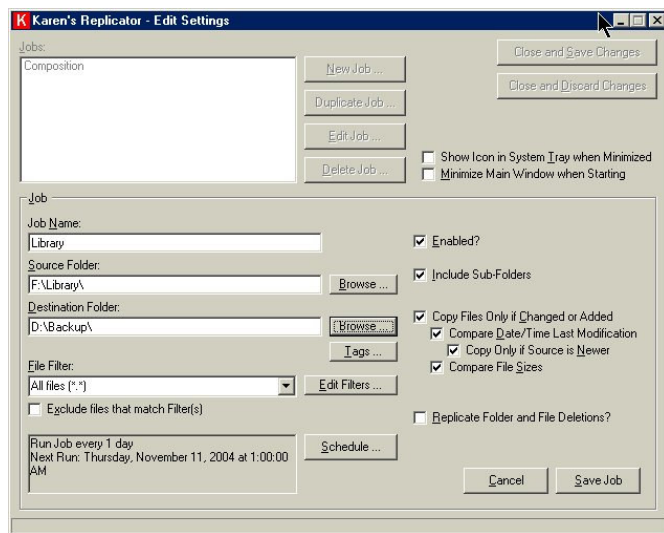 K Karen's Replicator - Edit Settings
Jobs:
Composition
New Job ...
Duplicate Job ...
Edit Job ...
Delete Job ...
Close and Save Changes
Close and Discard Changes
Show Icon in System Tray when Minimized
Minimize Main Window when Starting
Job
Job Name:
Library
Enabled?
Source Folder:
F:\Library\
Browse ...
Include Sub-Folders
Destination Folder:
D:\Backup\
Browse ...
Tags ...
Copy Files Only if Changed or Added
Compare Date/Time Last Modification
Copy Only if Source is Newer
Compare File Sizes
File Filter:
All files (*.*)
Edit Filters ...
Exclude files that match Filter(s)
Replicate Folder and File Deletions?
Run Job every 1 day
Next Run: Thursday, November 11, 2004 at 1:00:00
AM
Schedule ...
Cancel
Save Job